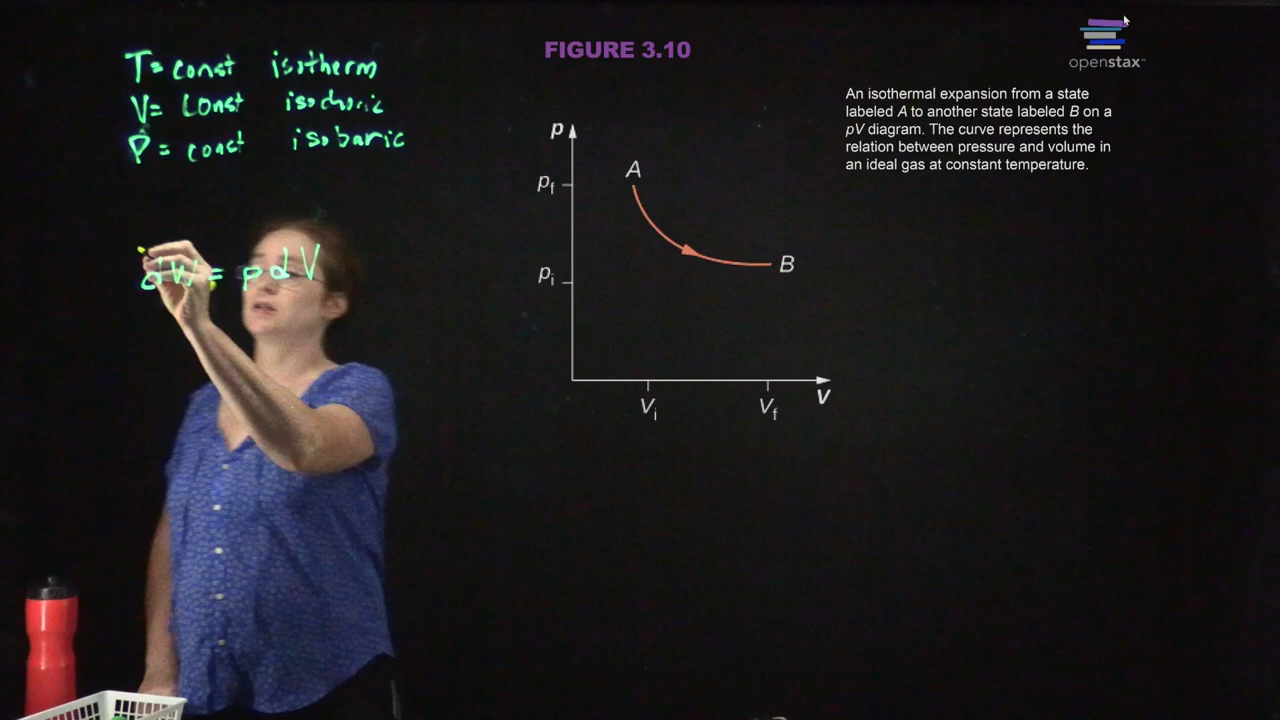 T= const isotherm
V= const isochoric
P= const isobaric
dW = pdV
FIGURE 3.10
p
pf
A
B
pi
Vi
Vf
V
openstax™
An isothermal expansion from a state
labeled A to another state labeled B on a
pV diagram. The curve represents the
relation between pressure and volume in
an ideal gas at constant temperature.